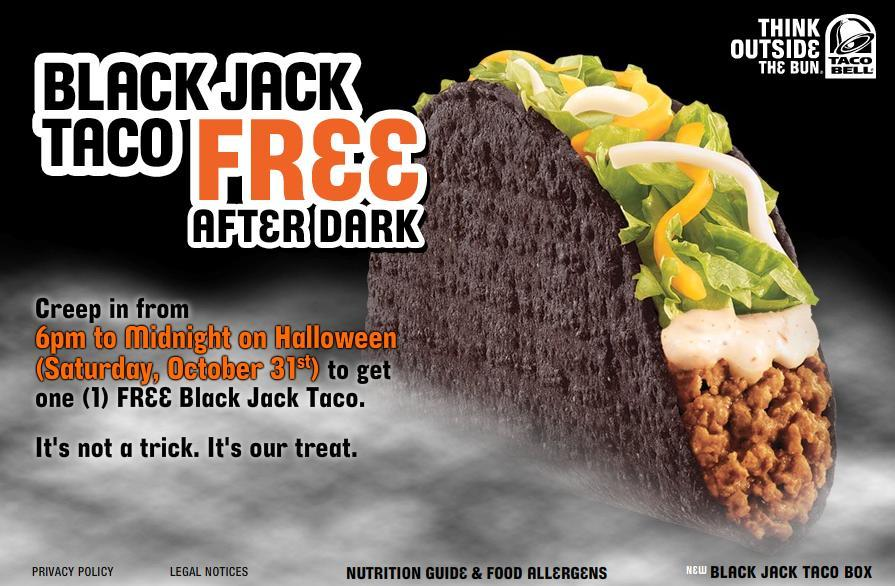 THINK
OUTSIDE
THE BUN.
TACO
BELL®
BLACK JACK
TACO FREE
AFTER DARK
Creep in from
6pm to Midnight on Halloween
(Saturday, October 31st) to get
one (1) FREE Black Jack Taco.
It's not a trick. It's our treat.
PRIVACY POLICY
LEGAL NOTICES
NUTRITION GUIDE & FOOD ALLERGENS
NEW BLACK JACK TACO BOX